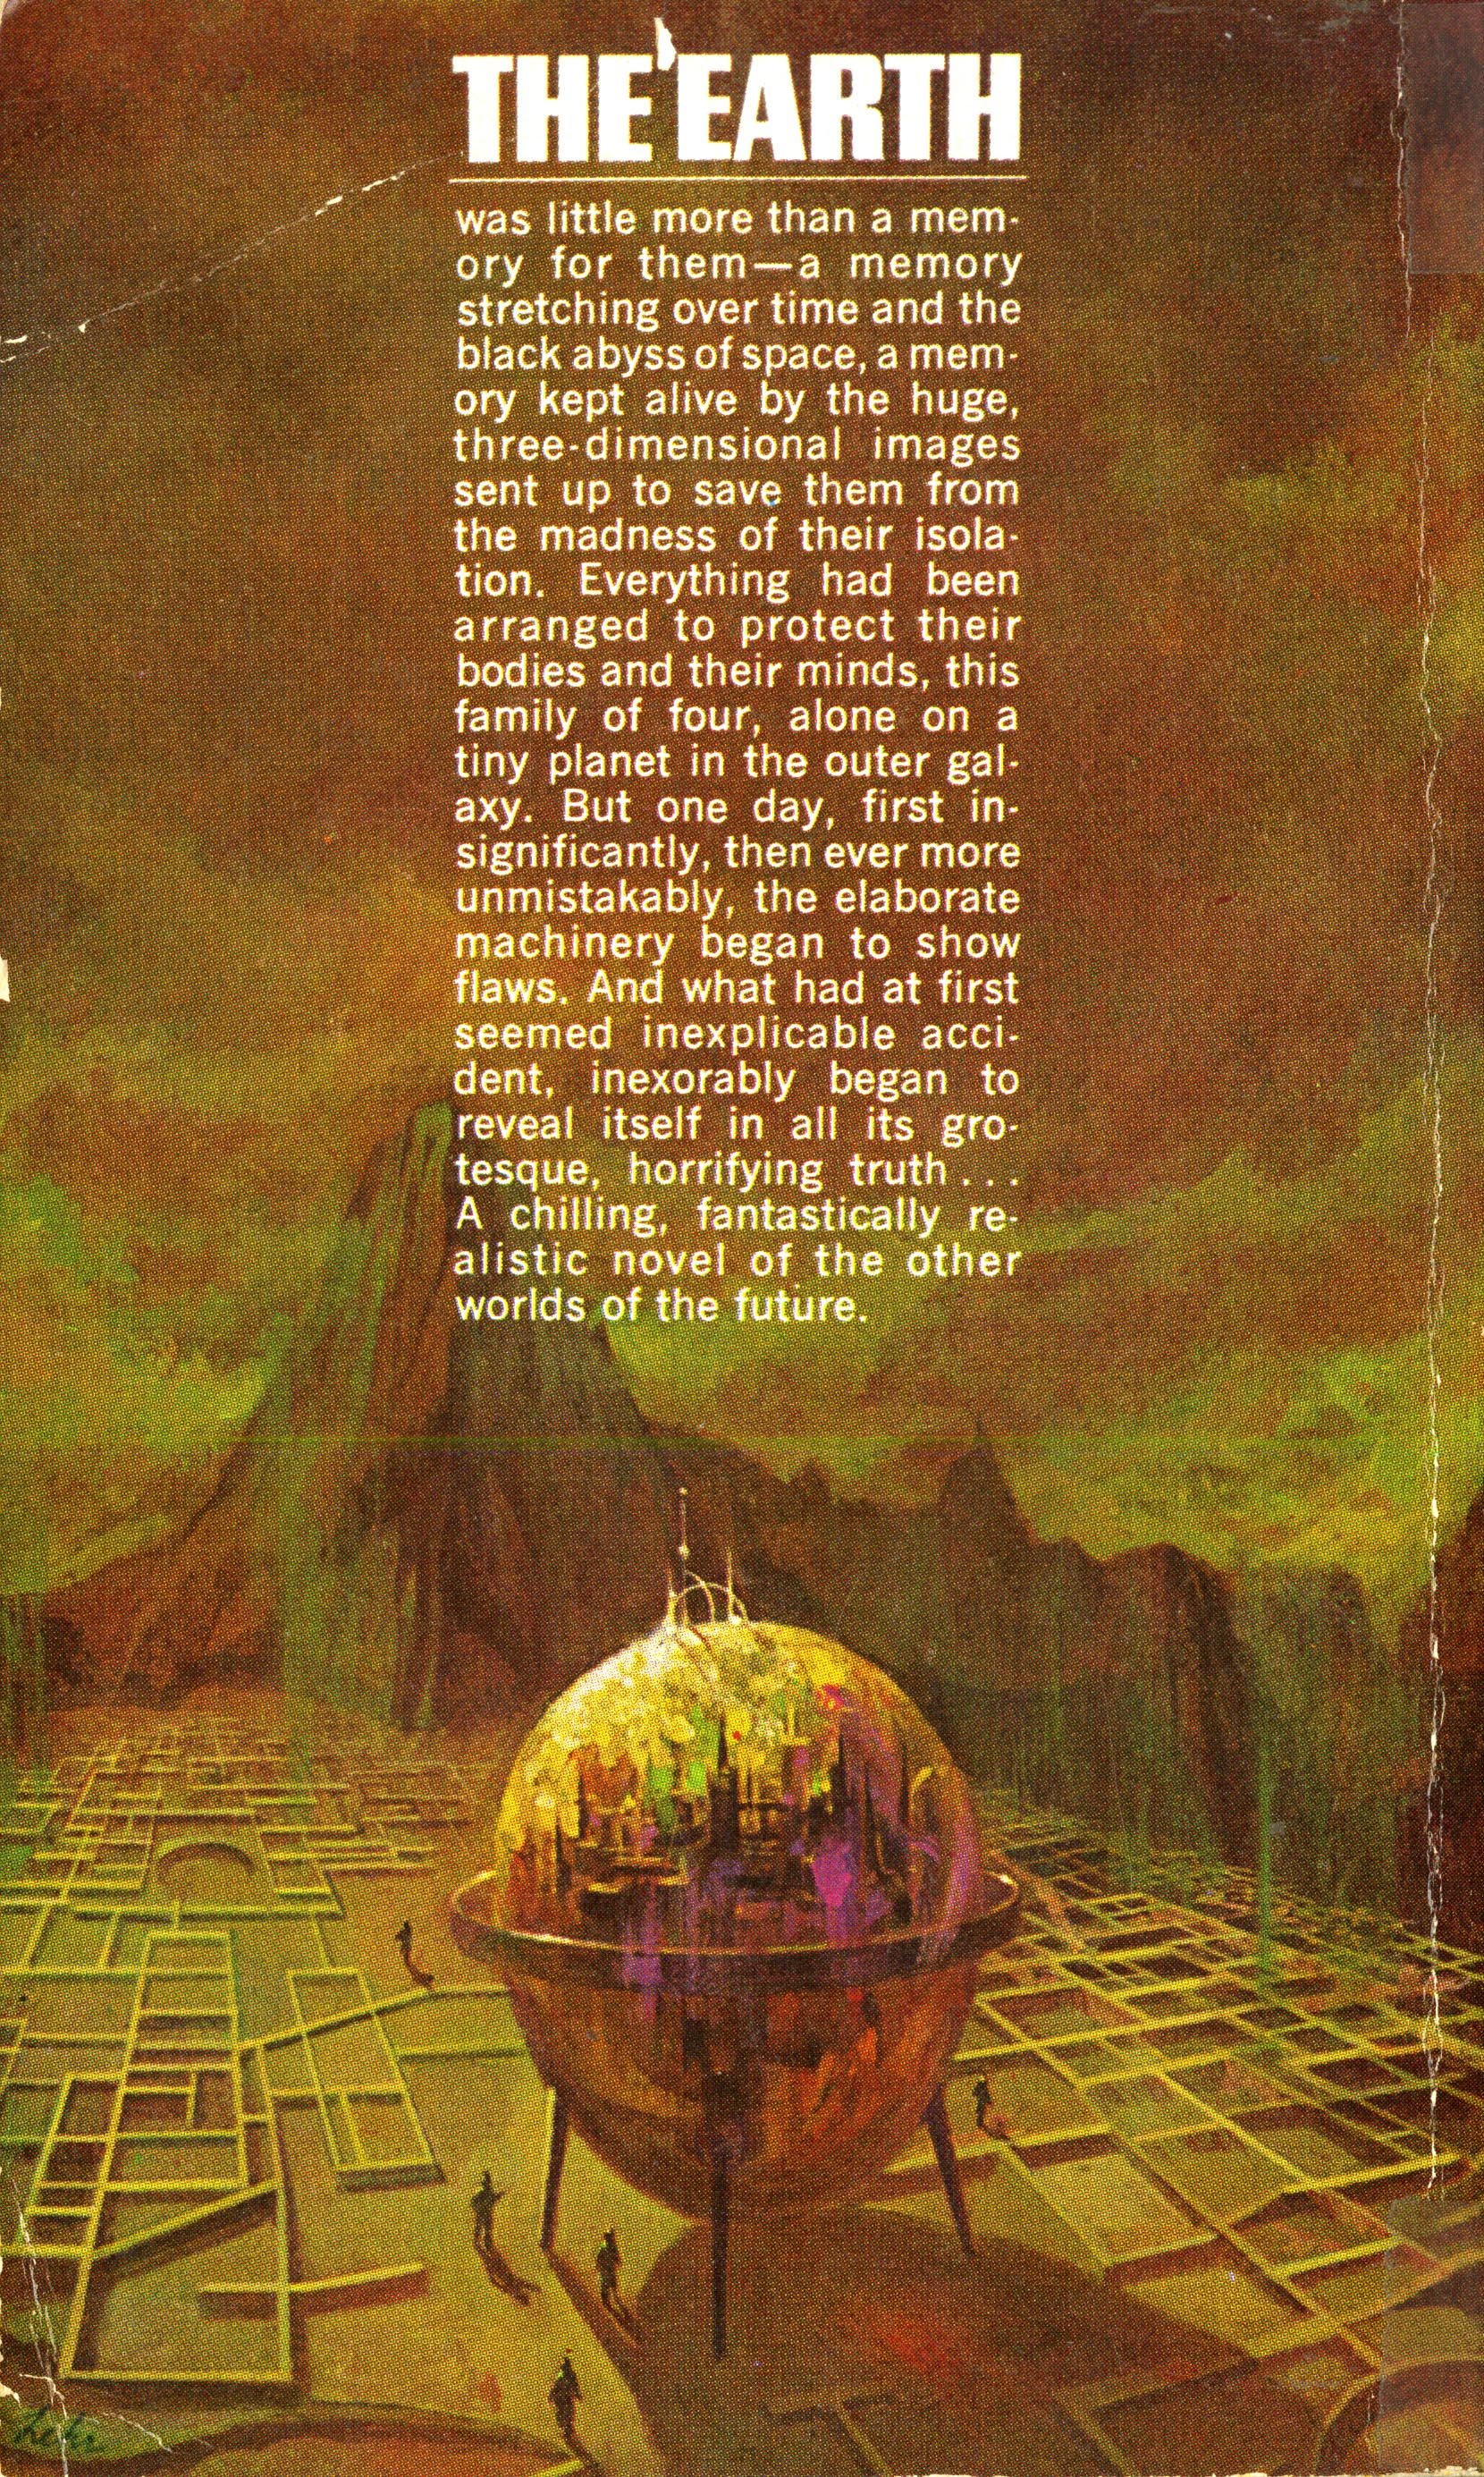 THE EARTH
was little more than a mem-
ory for them—a memory
stretching over time and the
black abyss of space, a mem-
ory kept alive by the huge,
three-dimensional images
sent up to save them from
the madness of their isola-
tion. Everything had been
arranged to protect their
bodies and their minds, this
family of four, alone on a
tiny planet in the outer gal-
axy. But one day, first in-
significantly, then ever more
unmistakably, the elaborate
machinery began to show
flaws. And what had at first
seemed inexplicable acci-
dent, inexorably began to
reveal itself in all its gro-
tesque, horrifying truth...
A chilling, fantastically re-
alistic novel of the other
worlds of the future.
Lehr